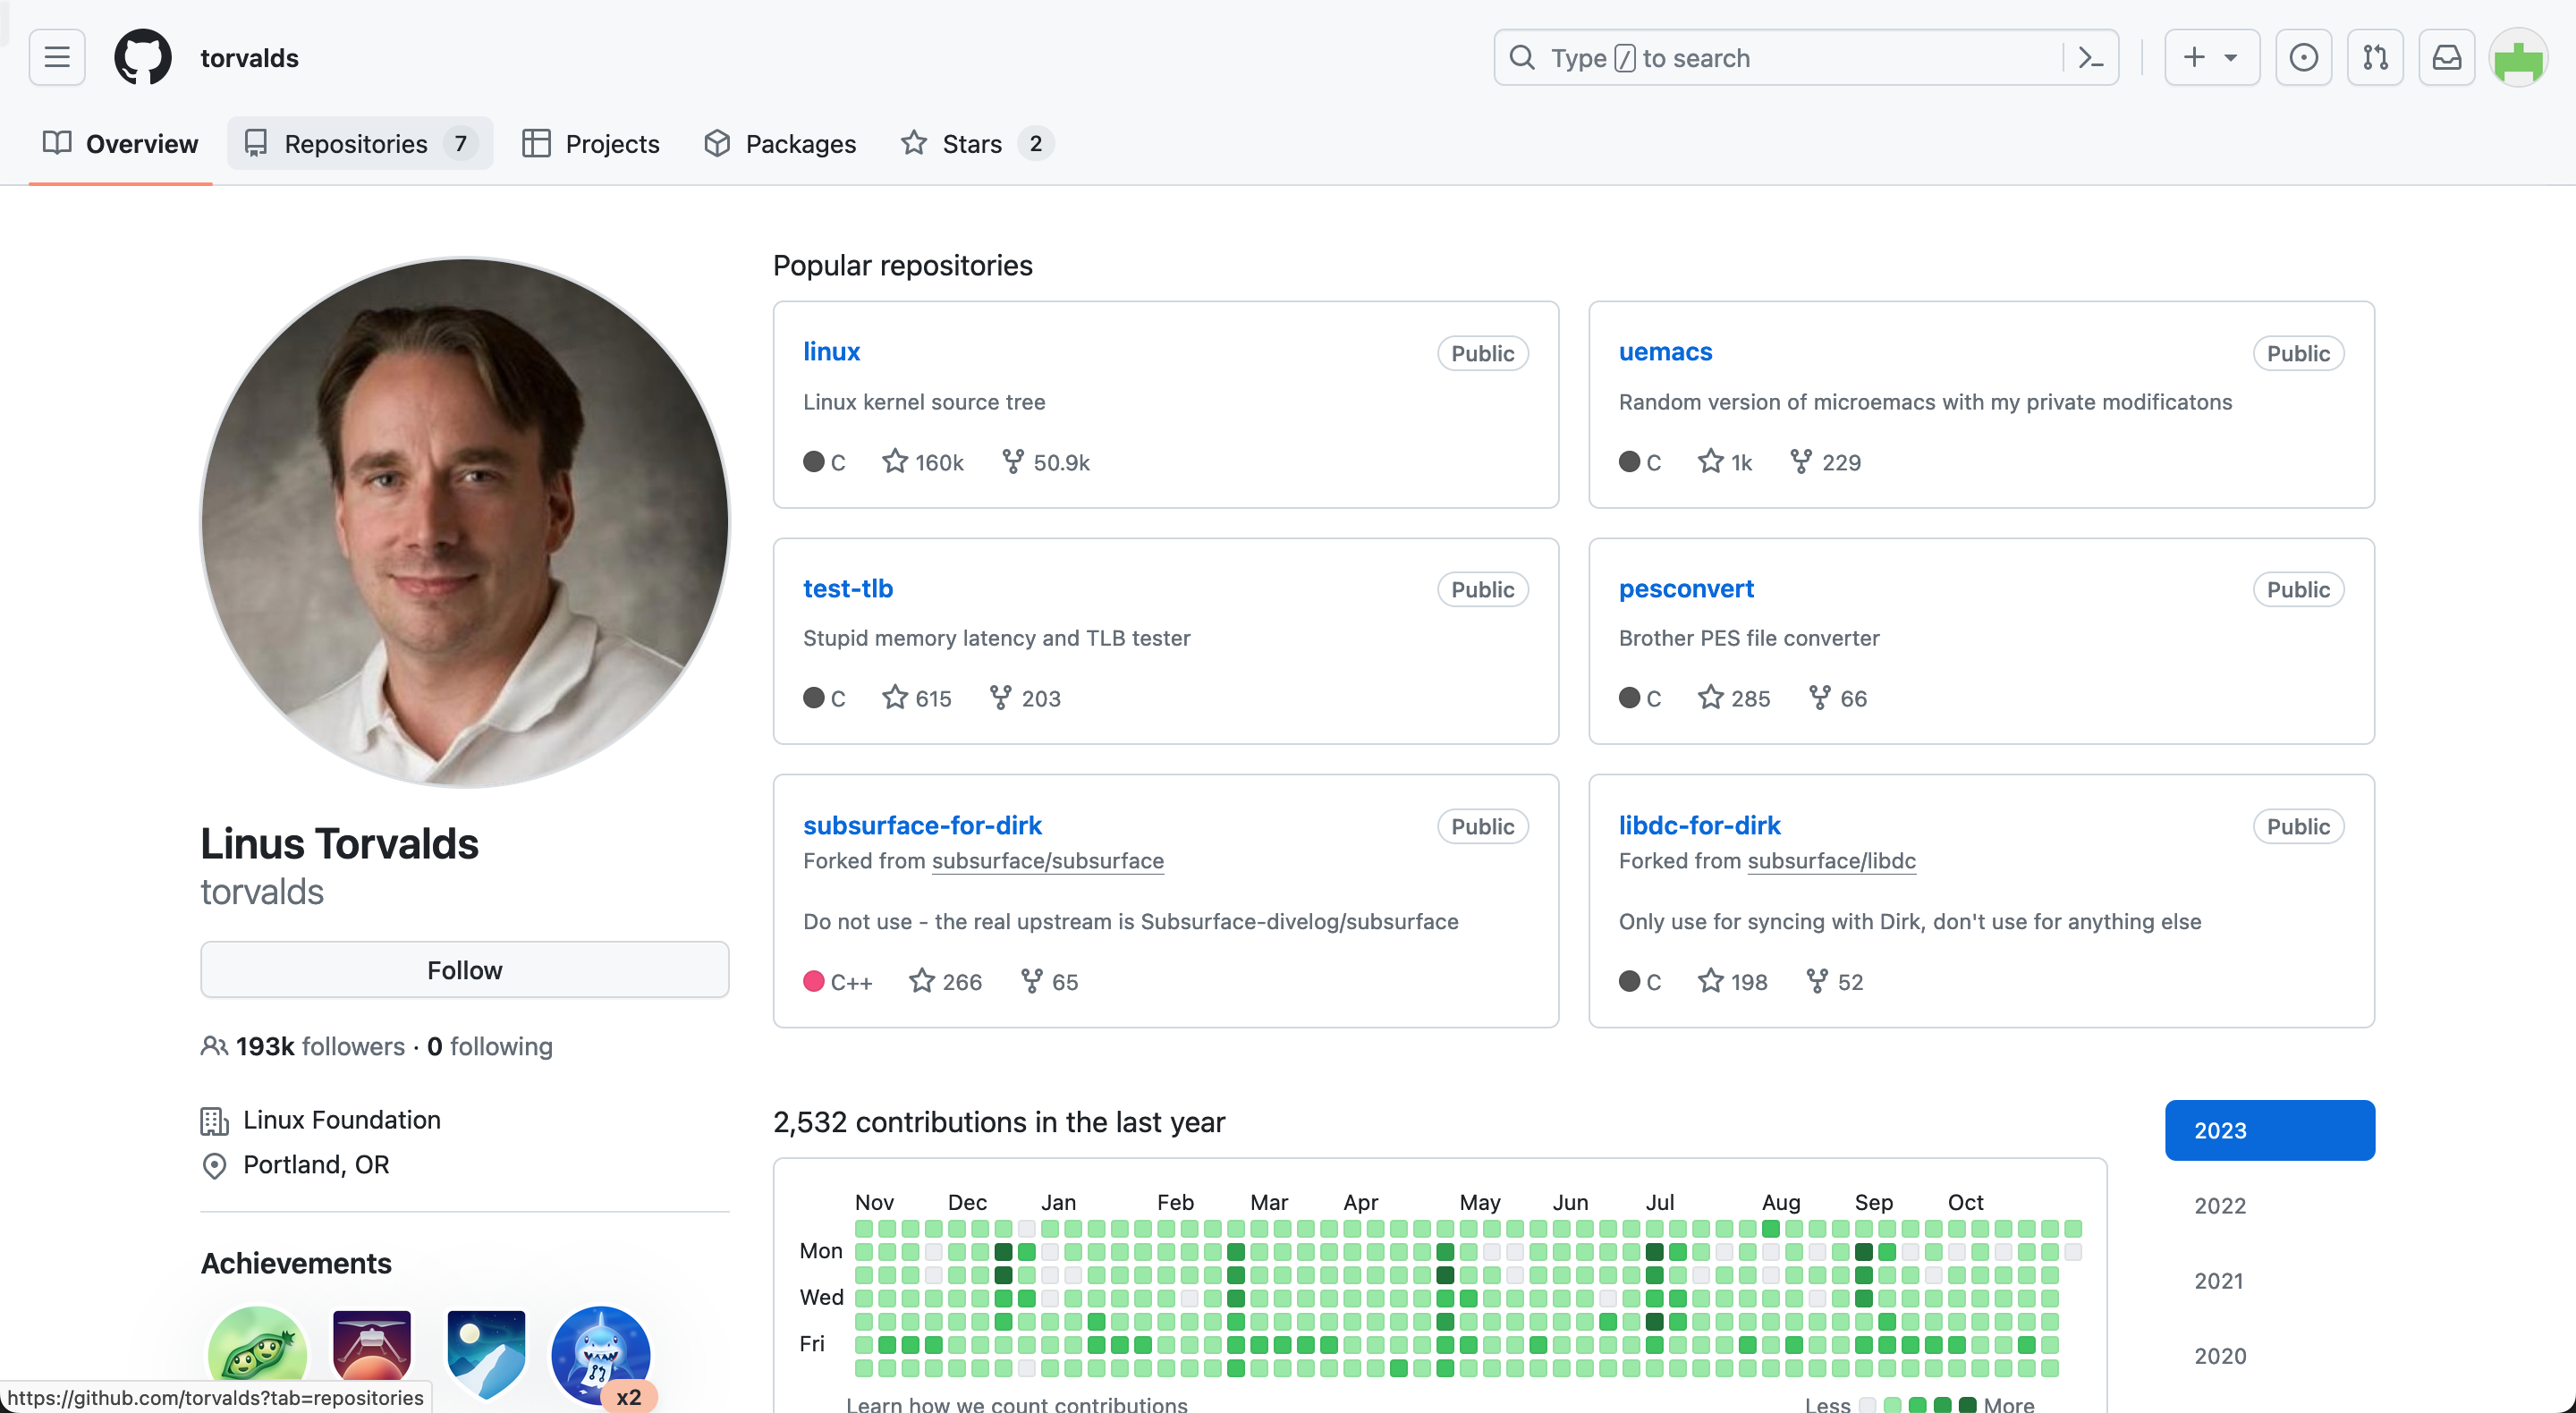 torvalds
Type / to search
Overview
Repositories 7
Projects
Packages
Stars 2
Linus Torvalds
torvalds
Follow
193k followers · 0 following
Linux Foundation
Portland, OR
Achievements
x2
https://github.com/torvalds?tab=repositories
Popular repositories
linux
Public
Linux kernel source tree
C 160k 50.9k
uemacs
Public
Random version of microemacs with my private modificatons
C 1k 229
test-tlb
Public
Stupid memory latency and TLB tester
C 615 203
pesconvert
Public
Brother PES file converter
C 285 66
subsurface-for-dirk
Public
Forked from subsurface/subsurface
Do not use - the real upstream is Subsurface-divelog/subsurface
C++ 266 65
libdc-for-dirk
Public
Forked from subsurface/libdc
Only use for syncing with Dirk, don't use for anything else
C 198 52
2,532 contributions in the last year
Nov Dec Jan Feb Mar Apr May Jun Jul Aug Sep Oct
Mon
Wed
Fri
Learn how we count contributions
Less More
2023
2022
2021
2020